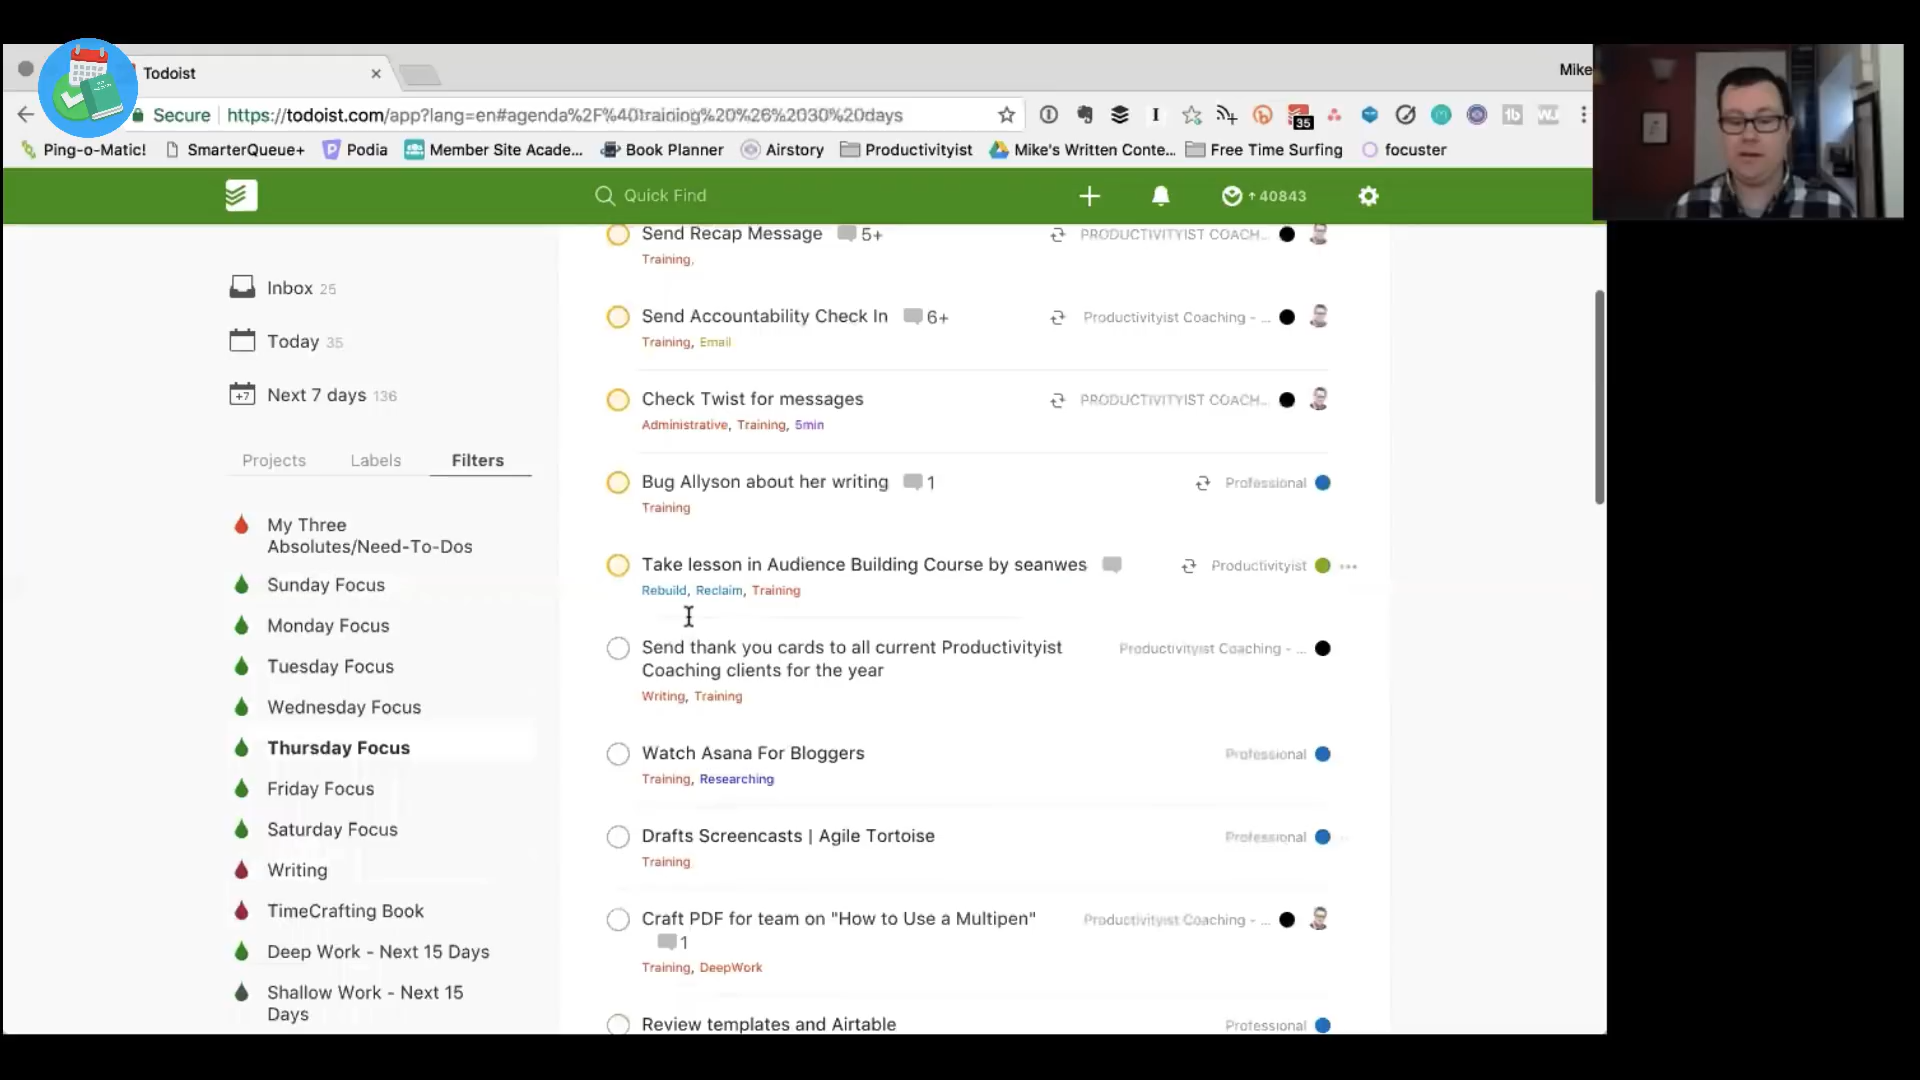 Todoist
Mike
Secure https://todoist.com/app?lang=en#agenda%2F%40training%20%26%2030%20days
35
Ping-o-Matic! SmarterQueue+ Podia Member Site Acade... Book Planner Airstory Productivityist Mike's Written Conte... Free Time Surfing focuster
Quick Find
↑40843
Inbox 25
Today 35
+7 Next 7 days 136
Projects Labels Filters
My Three
Absolutes/Need-To-Dos
Sunday Focus
Monday Focus
Tuesday Focus
Wednesday Focus
Thursday Focus
Friday Focus
Saturday Focus
Writing
TimeCrafting Book
Deep Work - Next 15 Days
Shallow Work - Next 15
Days
Send Recap Message 5+ PRODUCTIVITYIST COACH...
Training,
Send Accountability Check In 6+ Productivityist Coaching - ...
Training, Email
Check Twist for messages PRODUCTIVITYIST COACH...
Administrative, Training, 5min
Bug Allyson about her writing 1 Professional
Training
Take lesson in Audience Building Course by seanwes Productivityist
Rebuild, Reclaim, Training
Send thank you cards to all current Productivityist Productivityist Coaching - ...
Coaching clients for the year
Writing, Training
Watch Asana For Bloggers Professional
Training, Researching
Drafts Screencasts | Agile Tortoise Professional
Training
Craft PDF for team on "How to Use a Multipen" Productivityist Coaching - ...
1
Training, DeepWork
Review templates and Airtable Professional